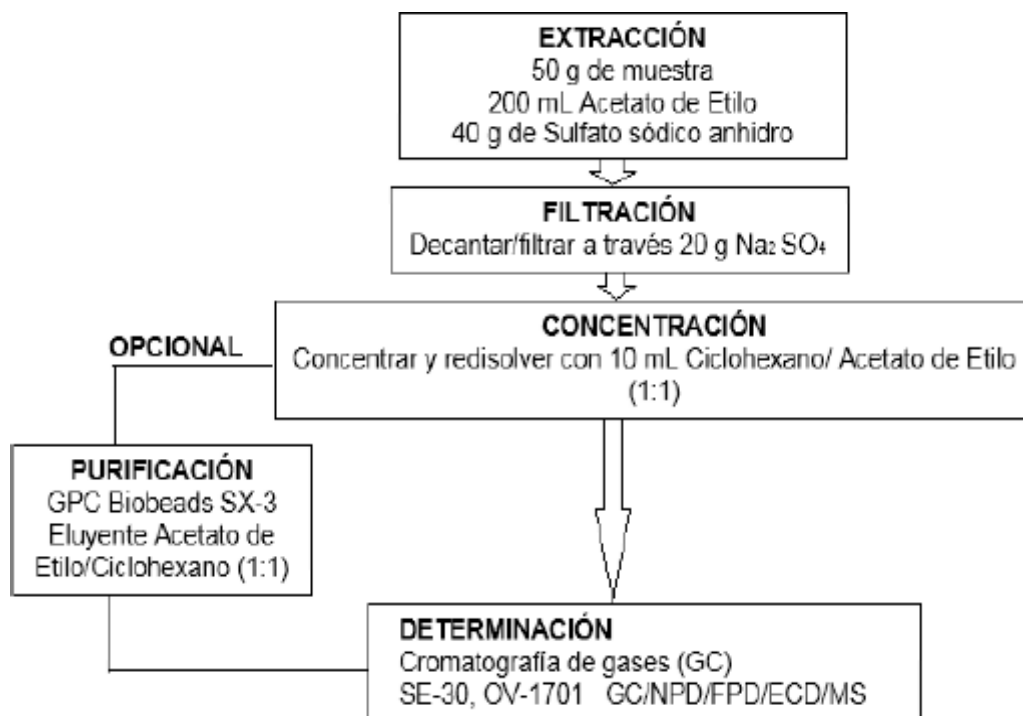 EXTRACCIÓN
50 g de muestra
200 mL Acetato de Etilo
40 g de Sulfato sódico anhidro
FILTRACIÓN
Decantar/filtrar a través 20 g Na₂ SO₄
CONCENTRACIÓN
Concentrar y redisolver con 10 mL Ciclohexano/ Acetato de Etilo
(1:1)
OPCIONAL
PURIFICACIÓN
GPC Biobeads SX-3
Eluyente Acetato de
Etilo/Ciclohexano (1:1)
DETERMINACIÓN
Cromatografía de gases (GC)
SE-30, OV-1701 GC/NPD/FPD/ECD/MS